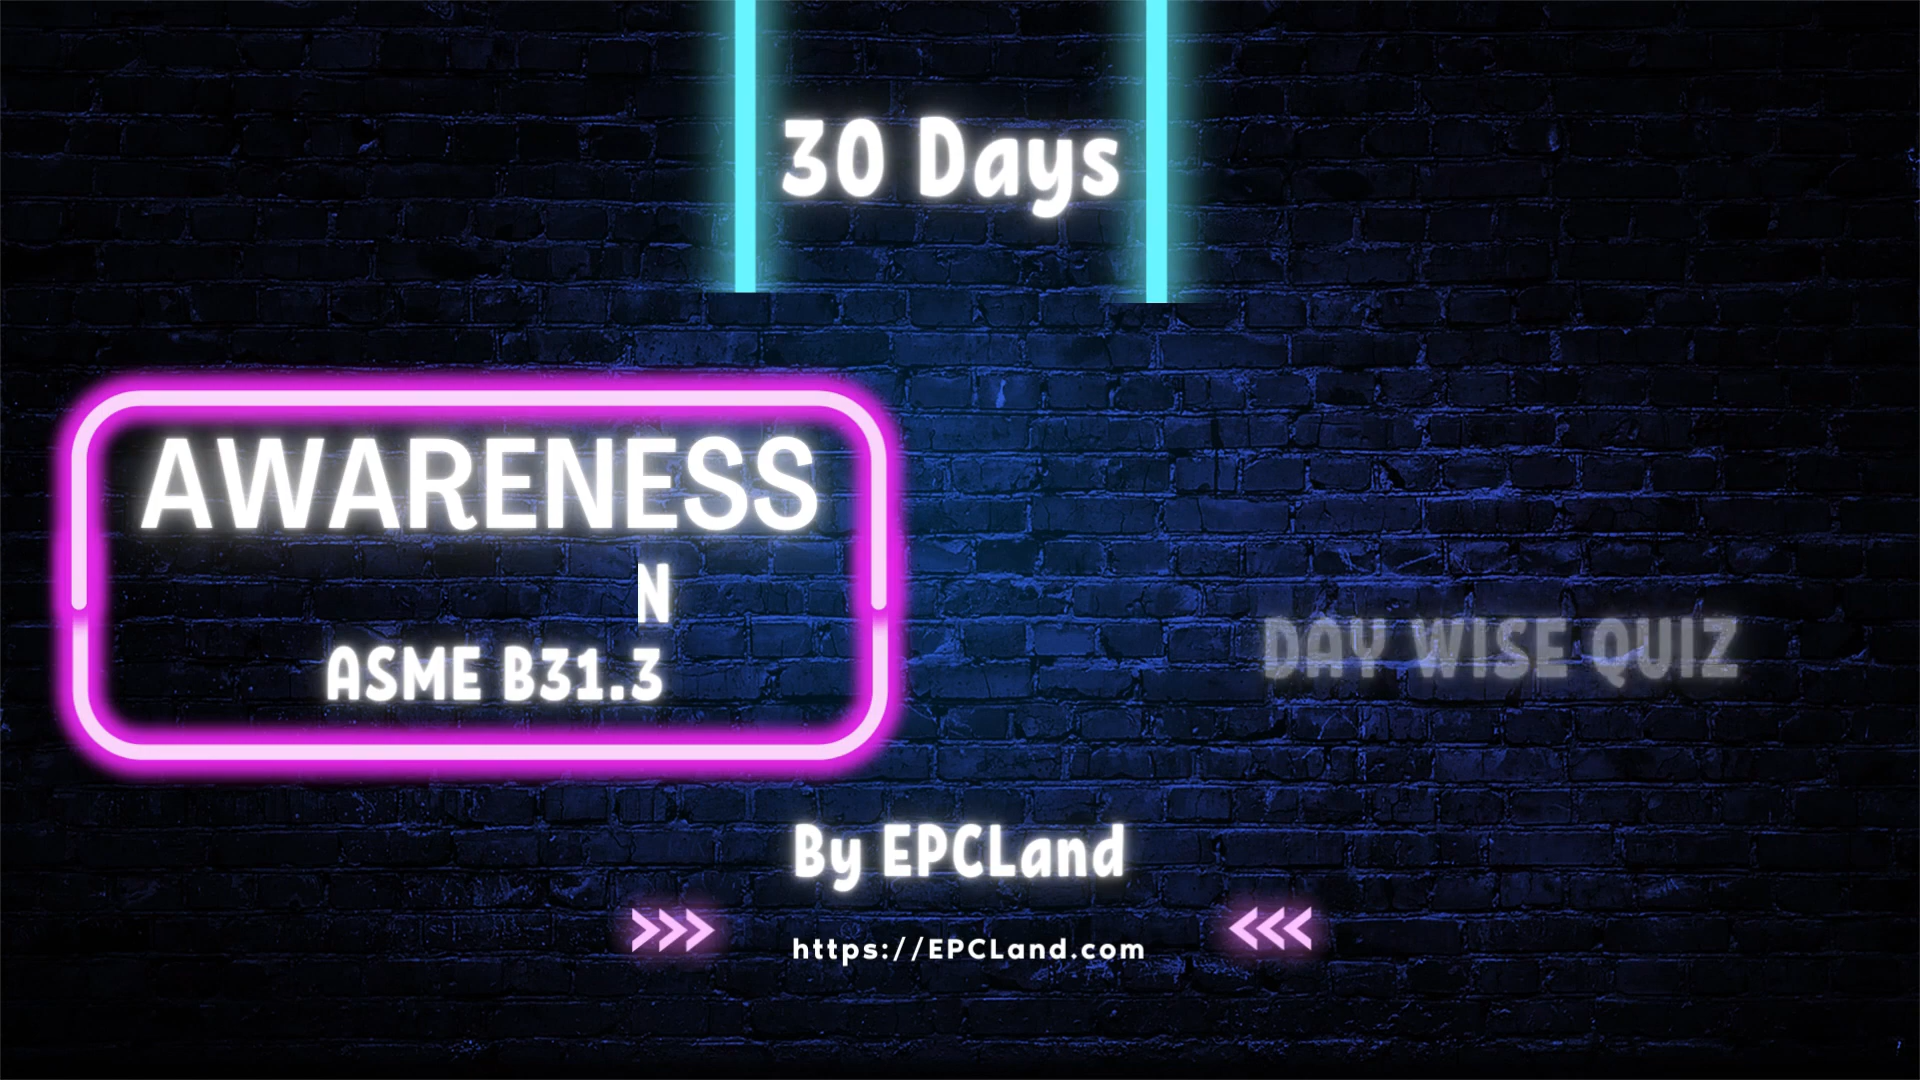 30 Days
AWARENESS
N
ASME B31.3
DAY WISE QUIZ
By EPCLand
https://EPCLand.com